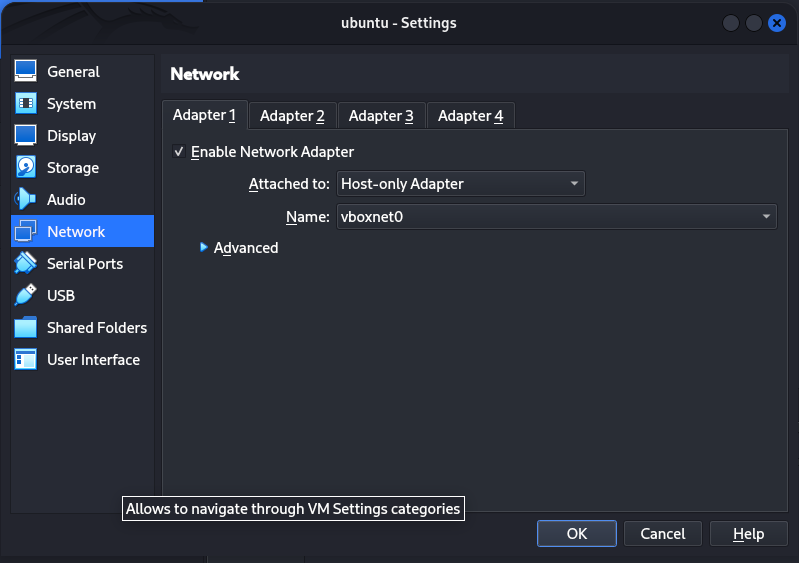 ubuntu - Settings
General
System
Display
Storage
Audio
Network
Serial Ports
USB
Shared Folders
User Interface
Network
Adapter 1 Adapter 2 Adapter 3 Adapter 4
Enable Network Adapter
Attached to: Host-only Adapter
Name: vboxnet0
Advanced
Allows to navigate through VM Settings categories
OK Cancel Help